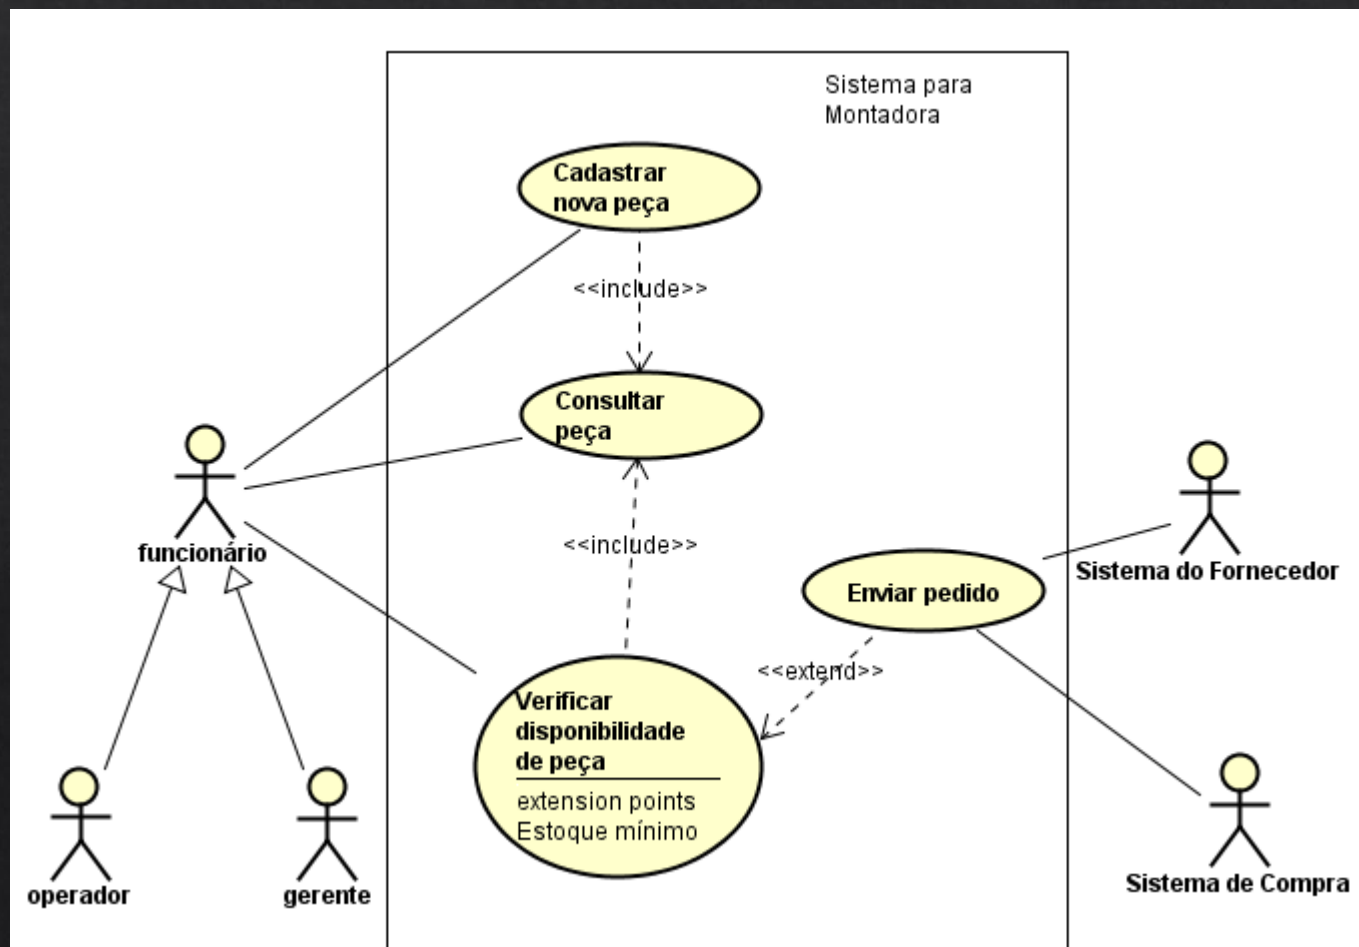 Sistema para
Montadora
Cadastrar
nova peça
<<include>>
Consultar
peça
funcionário
<<include>>
Sistema do Fornecedor
Enviar pedido
<<extend>>
Verificar
disponibilidade
de peça
extension points
Estoque mínimo
operador
gerente
Sistema de Compra